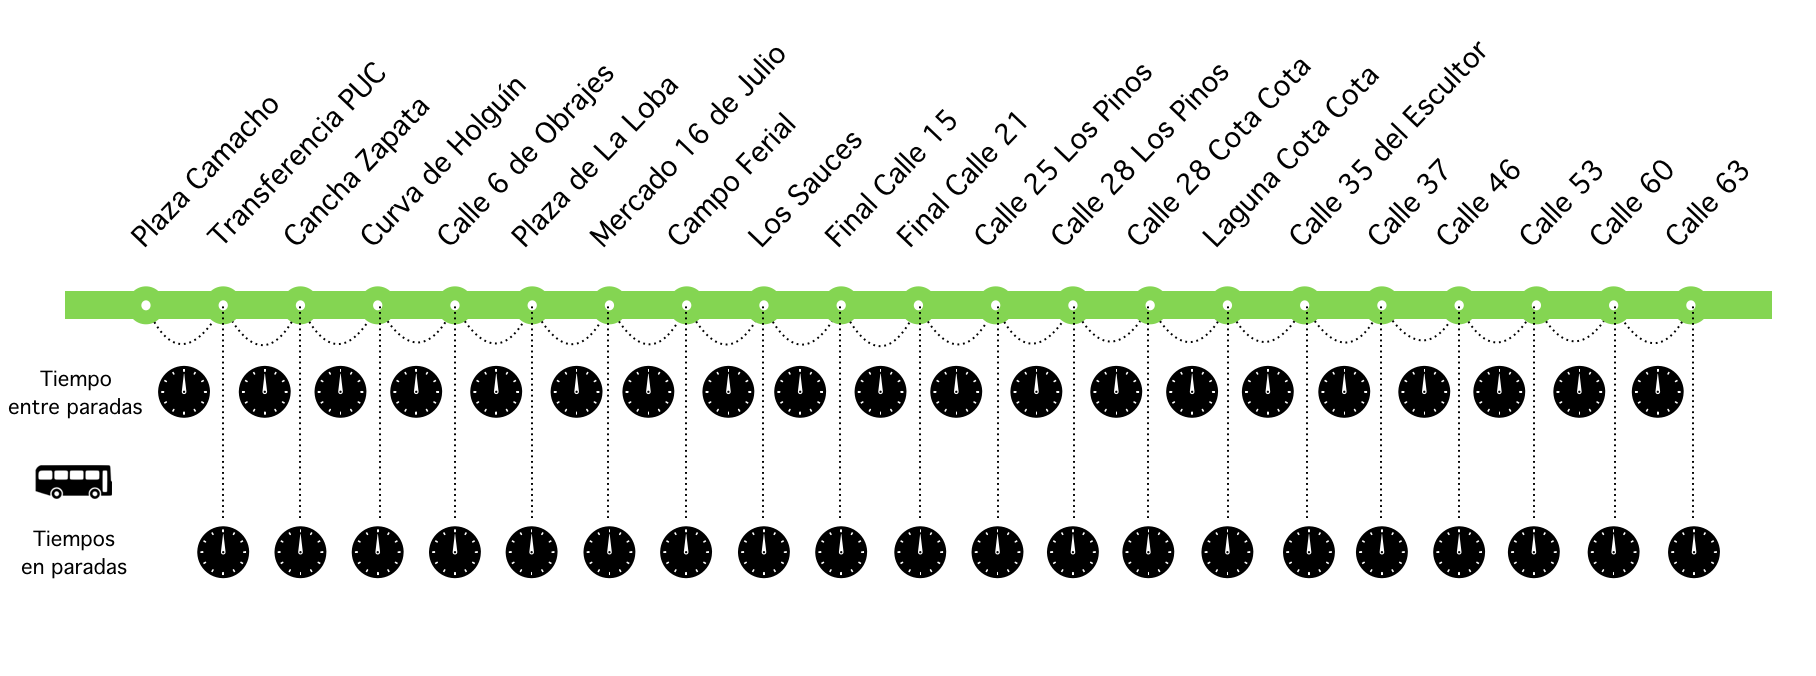 Plaza Camacho
Transferencia PUC
Cancha Zapata
Curva de Holguín
Calle 6 de Obrajes
Plaza de La Loba
Mercado 16 de Julio
Campo Ferial
Los Sauces
Final Calle 15
Final Calle 21
Calle 25 Los Pinos
Calle 28 Los Pinos
Calle 28 Cota Cota
Laguna Cota Cota
Calle 35 del Escultor
Calle 37
Calle 46
Calle 53
Calle 60
Calle 63
Tiempo
entre paradas
Tiempos
en paradas